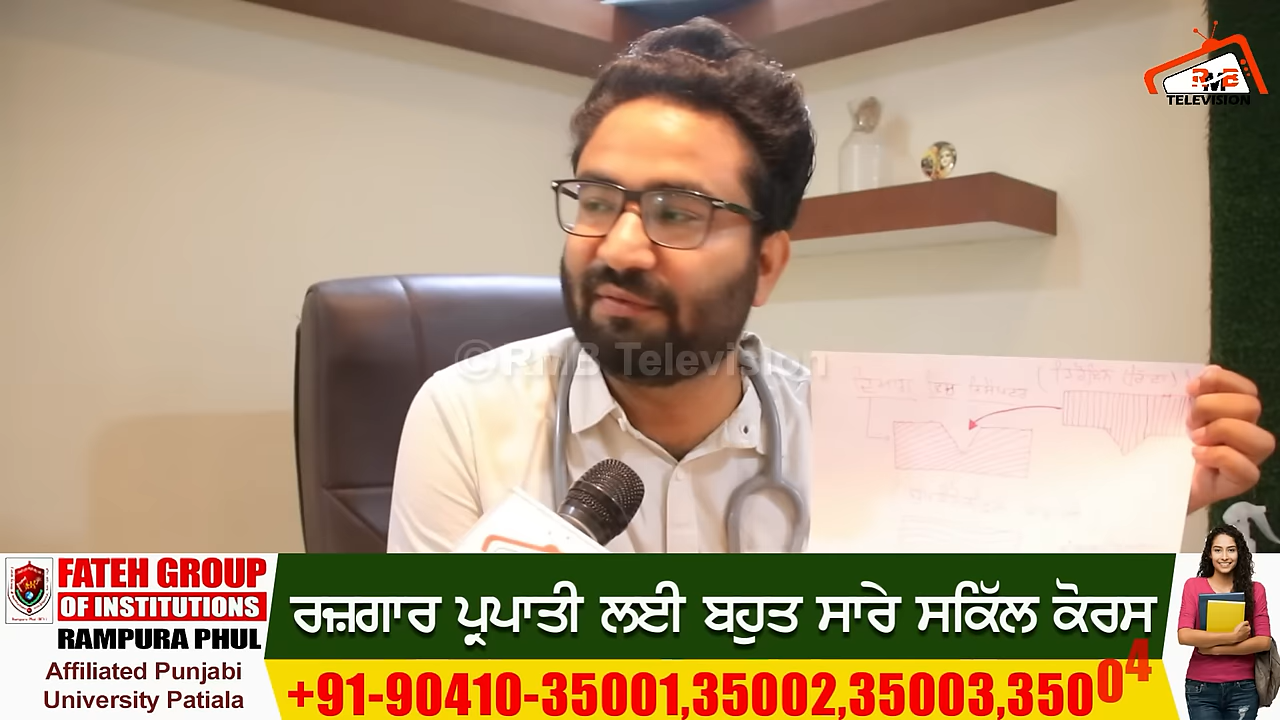 RMB
TELEVISION
©RmB Television
ਦਿਮਾਗ ਵਿਚ
FATEH GROUP
OF INSTITUTIONS
RAMPURA PHUL
Affiliated Punjabi
University Patiala
ਰਜ਼ਗਾਰ ਪ੍ਰਪਾਤੀ ਲਈ ਬਹੁਤ ਸਾਰੇ ਸਕਿੱਲ ਕੋਰਸ
+91-90410-35001,35002,35003,35004